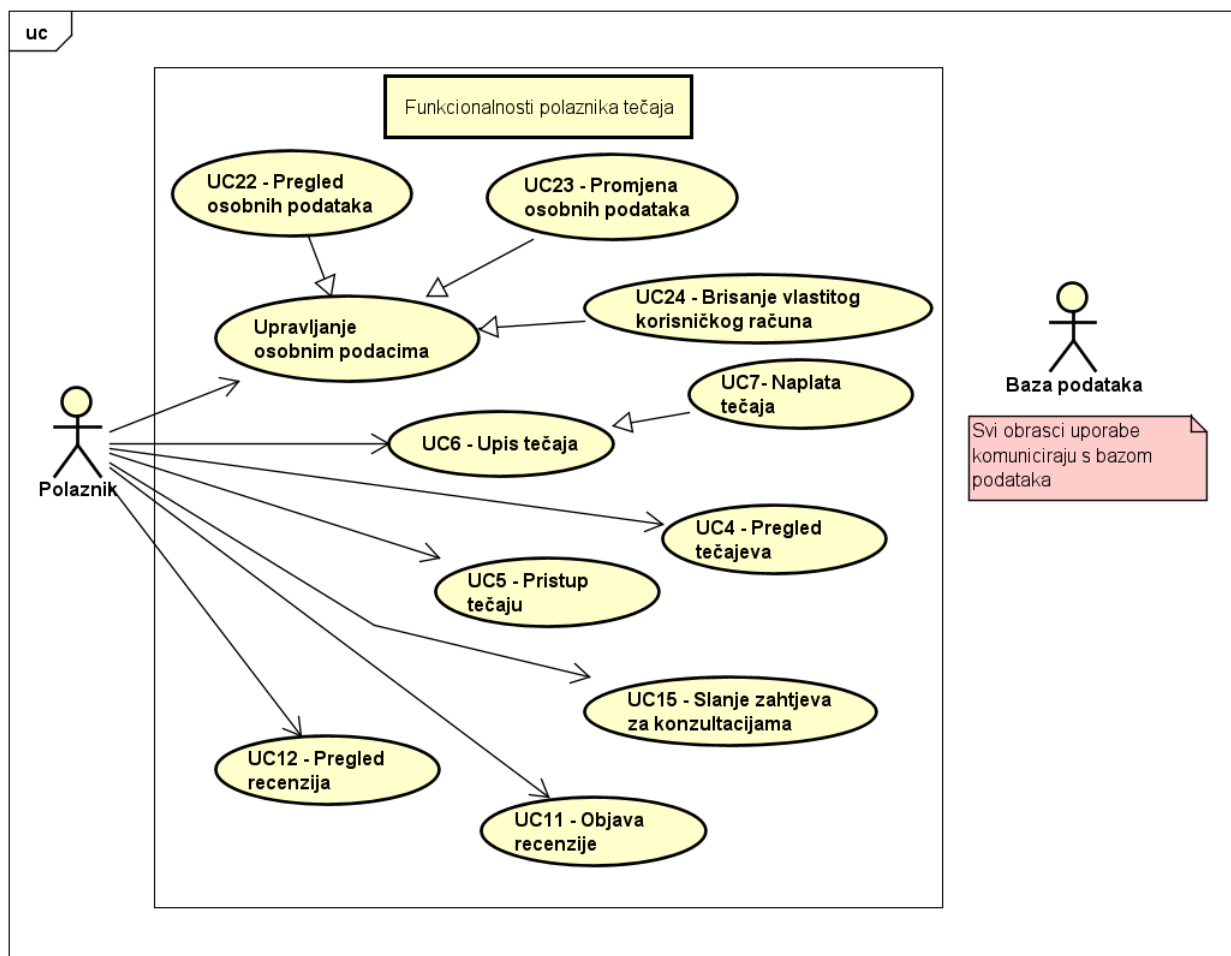 uc
Funkcionalnosti polaznika tečaja
UC22 - Pregled
osobnih podataka
UC23 - Promjena
osobnih podataka
UC24 - Brisanje vlastitog
korisničkog računa
Upravljanje
osobnim podacima
UC7- Naplata
tečaja
Baza podataka
Svi obrasci uporabe
komuniciraju s bazom
podataka
UC6 - Upis tečaja
Polaznik
UC4 - Pregled
tečajeva
UC5 - Pristup
tečaju
UC15 - Slanje zahtjeva
za konzultacijama
UC12 - Pregled
recenzija
UC11 - Objava
recenzije